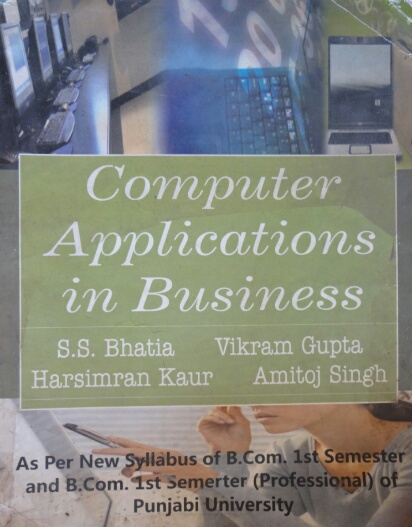 Computer
Applications
in Business
S.S. Bhatia Vikram Gupta
Harsimran Kaur Amitoj Singh
As Per New Syllabus of B.Com. 1st Semester
and B.Com. 1st Semerter (Professional) of
Punjabi University